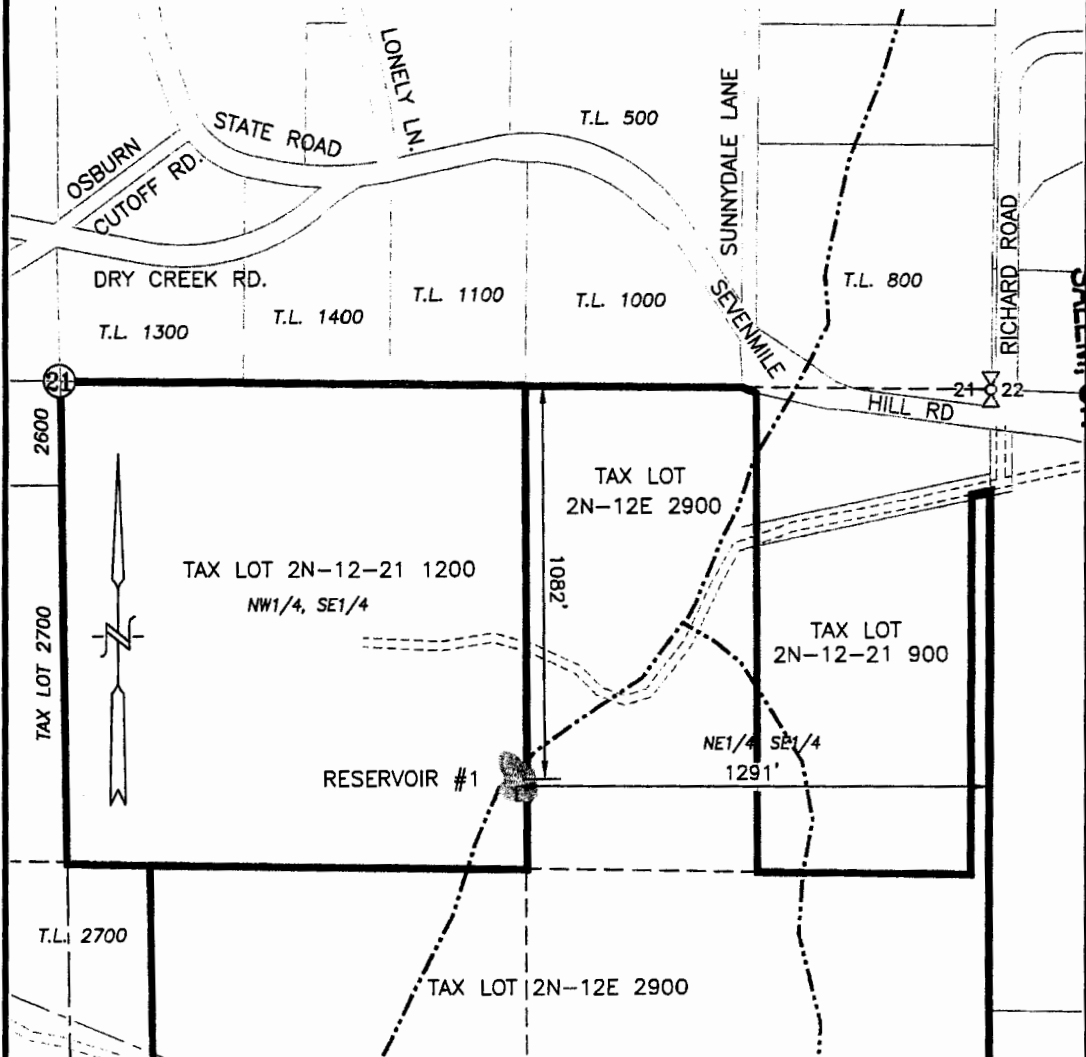 LONELY LN.
T.L. 500
SUNNYDALE LANE
STATE ROAD
OSBURN
CUTOFF RD.
RICHARD ROAD
DRY CREEK RD.
T.L. 1300
T.L. 1400
T.L. 1100
T.L. 1000
SEVENMILE
T.L. 800
21
21
22
HILL RD
2600
TAX LOT
2N-12E 2900
1082'
TAX LOT 2N-12-21 1200
NW1/4, SE1/4
N
TAX LOT
2N-12-21 900
TAX LOT 2700
NE1/4, SE1/4
1291'
RESERVOIR #1
T.L. 2700
TAX LOT 2N-12E 2900